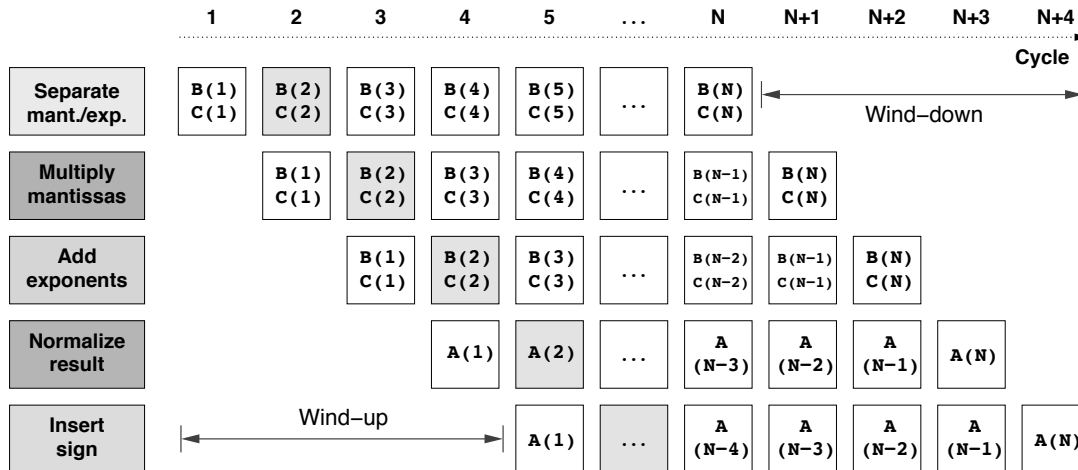 1 2 3 4 5 ... N N+1 N+2 N+3 N+4
Cycle
Separate
mant./exp.
B(1) B(2) B(3) B(4) B(5) ... B(N)
C(1) C(2) C(3) C(4) C(5) C(N)
Wind–down
Multiply
mantissas
B(1) B(2) B(3) B(4) ... B(N–1) B(N)
C(1) C(2) C(3) C(4) C(N–1) C(N)
Add
exponents
B(1) B(2) B(3) ... B(N–2) B(N–1) B(N)
C(1) C(2) C(3) C(N–2) C(N–1) C(N)
Normalize
result
A(1) A(2) ... A A A A(N)
(N–3) (N–2) (N–1)
Insert
sign
Wind–up
A(1) ... A A A A A(N)
(N–4) (N–3) (N–2) (N–1)